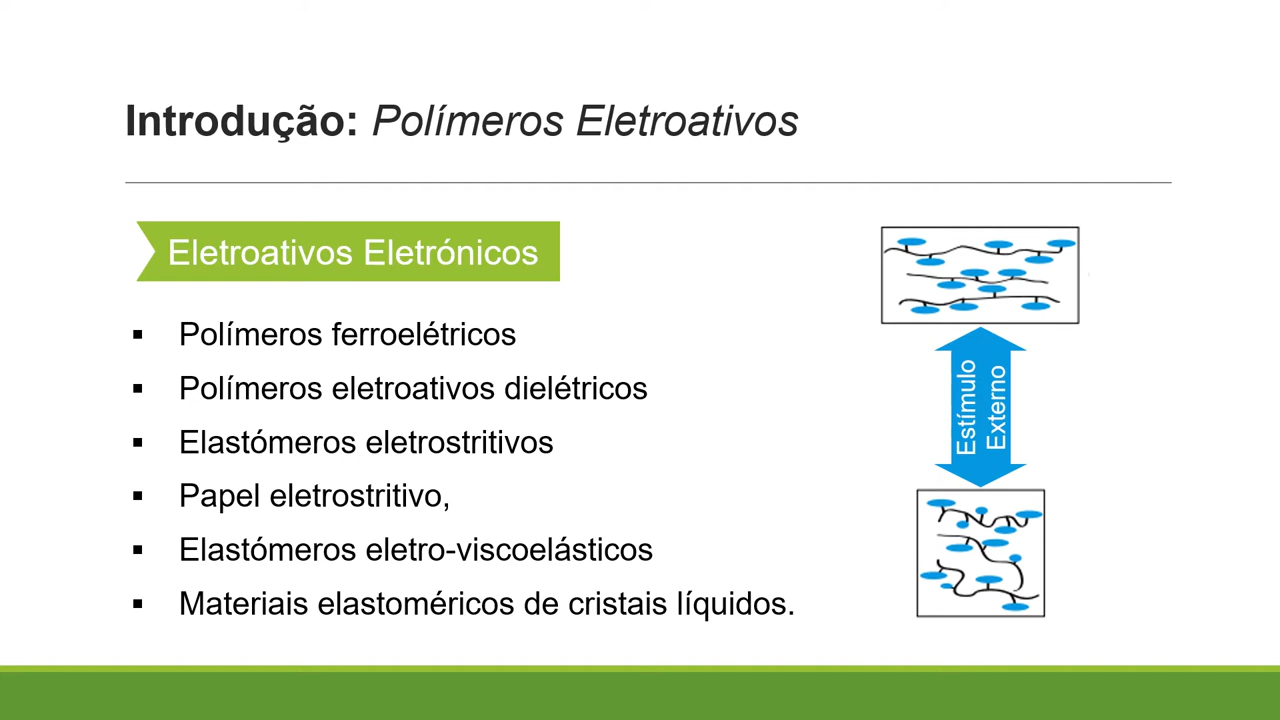 Introdução: Polímeros Eletroativos
Eletroativos Eletrónicos
▪ Polímeros ferroelétricos
▪ Polímeros eletroativos dielétricos
▪ Elastómeros eletrostritivos
▪ Papel eletrostritivo,
▪ Elastómeros eletro-viscoelásticos
▪ Materiais elastoméricos de cristais líquidos.
Estímulo
Externo